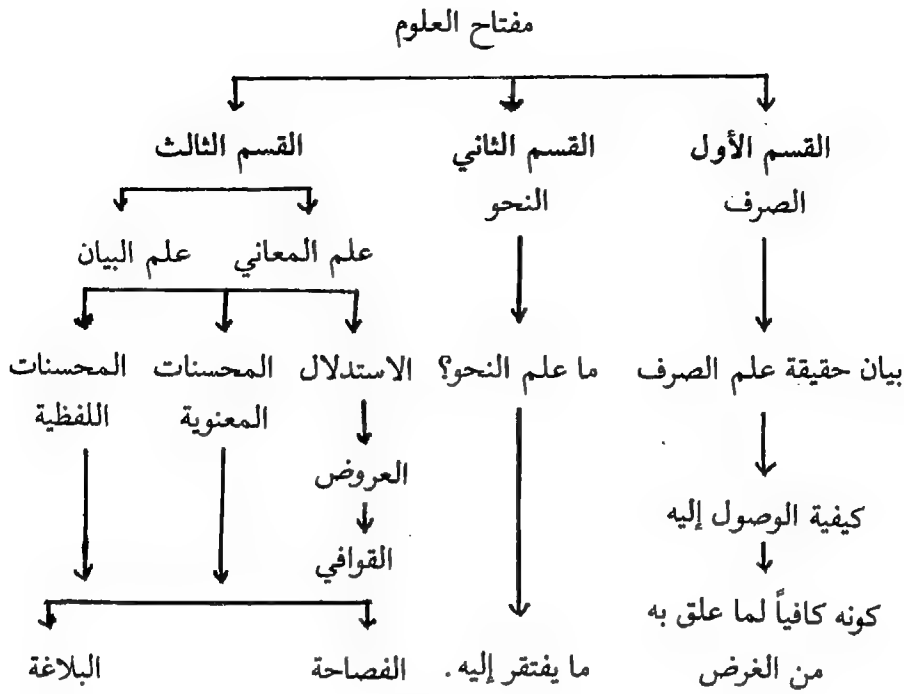 مفتاح العلوم
القسم الأول القسم الثاني القسم الثالث
الصرف النحو
علم المعاني علم البيان
بيان حقيقة علم الصرف ما علم النحو؟ الاستدلال المحسنات المحسنات
المعنوية اللفظية
العروض
كيفية الوصول إليه
القوافي
كونه كافياً لما علق به
من الغرض ما يفتقر إليه. الفصاحة البلاغة